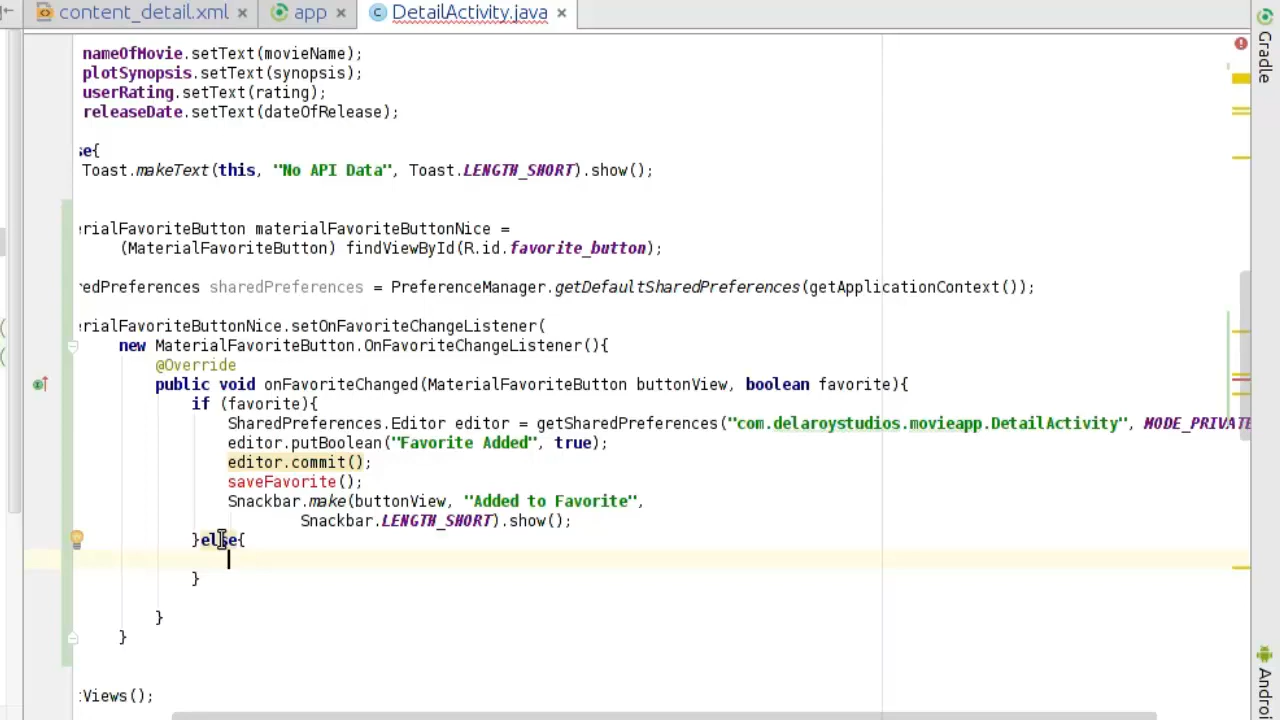 content_detail.xml × app × DetailActivity.java ×
nameOfMovie.setText(movieName);
plotSynopsis.setText(synopsis);
userRating.setText(rating);
releaseDate.setText(dateOfRelease);
se{
Toast.makeText(this, "No API Data", Toast.LENGTH_SHORT).show();
erialFavoriteButton materialFavoriteButtonNice =
(MaterialFavoriteButton) findViewById(R.id.favorite_button);
redPreferences sharedPreferences = PreferenceManager.getDefaultSharedPreferences(getApplicationContext());
erialFavoriteButtonNice.setOnFavoriteChangeListener(
new MaterialFavoriteButton.OnFavoriteChangeListener(){
@Override
public void onFavoriteChanged(MaterialFavoriteButton buttonView, boolean favorite){
if (favorite){
SharedPreferences.Editor editor = getSharedPreferences("com.delaroystudios.movieapp.DetailActivity", MODE_PRIVATE
editor.putBoolean("Favorite Added", true);
editor.commit();
saveFavorite();
Snackbar.make(buttonView, "Added to Favorite",
Snackbar.LENGTH_SHORT).show();
}else{
}
}
}
tViews();
Gradle
Android